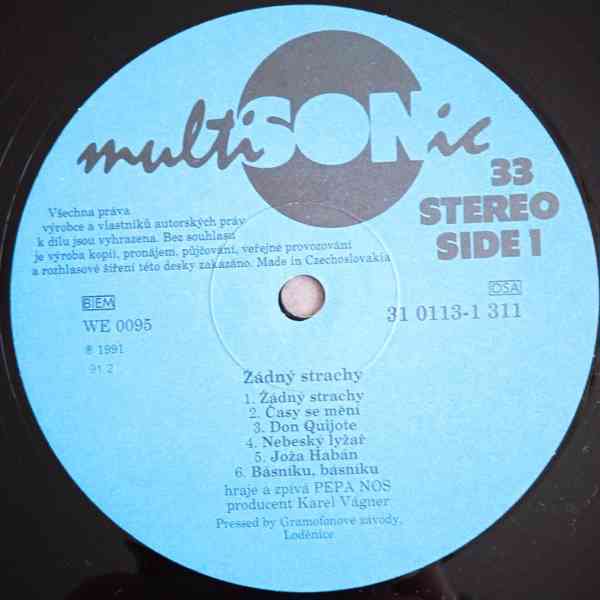 multiSONic
33
STEREO
SIDE 1
Všechna práva
výrobce a vlastníků autorských práv
k dílu jsou vyhrazena. Bez souhlasu
je výroba kopií, pronájem, půjčování, veřejné provozování
a rozhlasové šíření této desky zakázáno. Made in Czechoslovakia
BIEM
OSA
WE 0095
31 0113-1 311
℗ 1991
91 2
Žádný strachy
1. Žádný strachy
2. Časy se mění
3. Don Quijote
4. Nebeský lyžař
5. Joža Habán
6. Básníku, básníku
hraje a zpívá PEPA NOS
producent Karel Vágner
Pressed by Gramofonové závody,
Loděnice